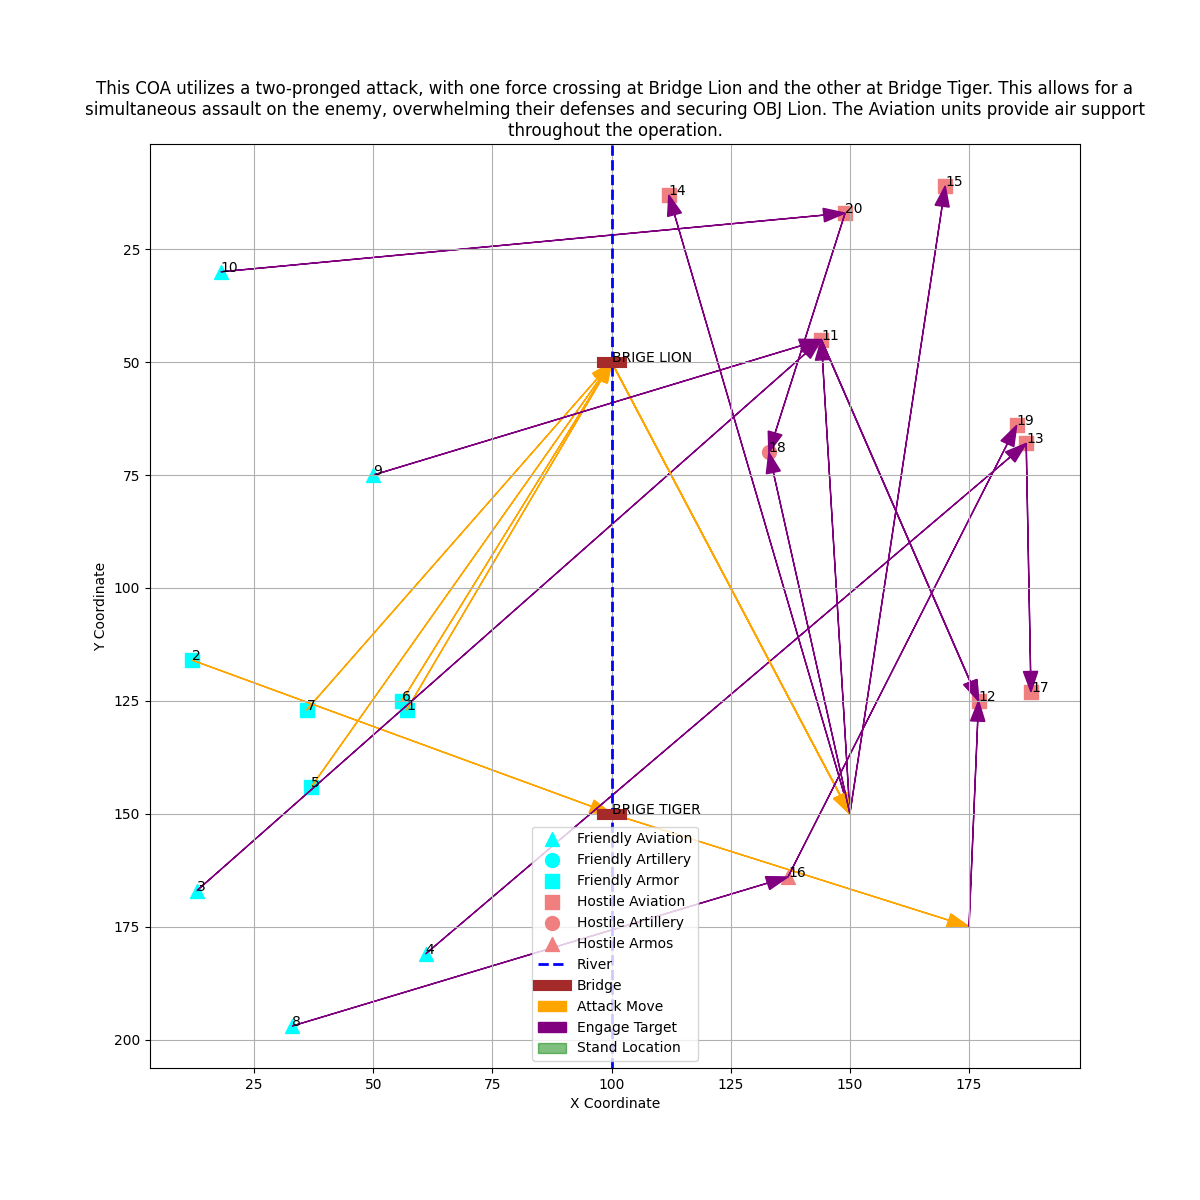 This COA utilizes a two-pronged attack, with one force crossing at Bridge Lion and the other at Bridge Tiger. This allows for a
simultaneous assault on the enemy, overwhelming their defenses and securing OBJ Lion. The Aviation units provide air support
throughout the operation.
14
15
20
25
10
11
50
BRIGE LION
19
13
18
9
75
Y Coordinate
100
2
17
12
6
7
1
125
5
150
BRIGE TIGER
Friendly Aviation
Friendly Artillery
Friendly Armor
Hostile Aviation
Hostile Artillery
Hostile Armos
River
Bridge
Attack Move
Engage Target
Stand Location
16
3
175
4
8
200
25
50
75
100
125
150
175
X Coordinate